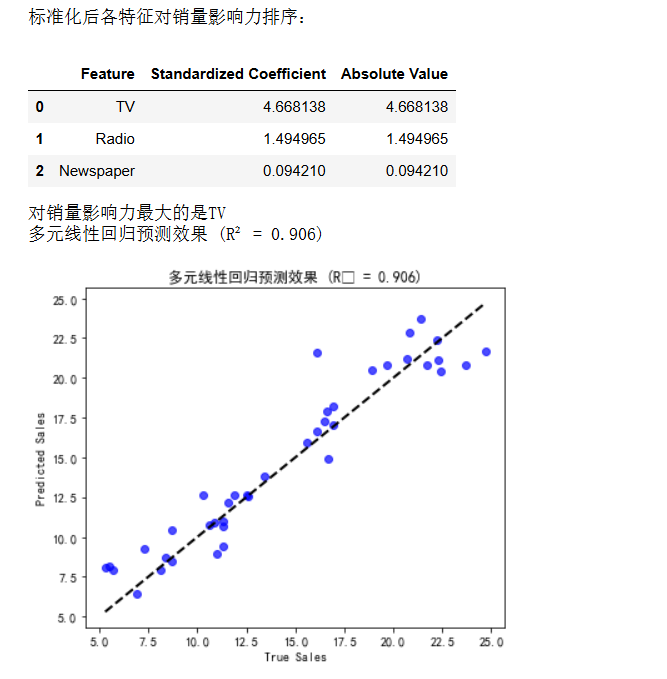 标准化后各特征对销量影响力排序：
Feature Standardized Coefficient Absolute Value
0 TV 4.668138 4.668138
1 Radio 1.494965 1.494965
2 Newspaper 0.094210 0.094210
对销量影响力最大的是TV
多元线性回归预测效果 (R² = 0.906)
多元线性回归预测效果 (R□ = 0.906)
25.0
22.5
20.0
17.5
15.0
12.5
10.0
7.5
5.0
Predicted Sales
5.0 7.5 10.0 12.5 15.0 17.5 20.0 22.5 25.0
True Sales